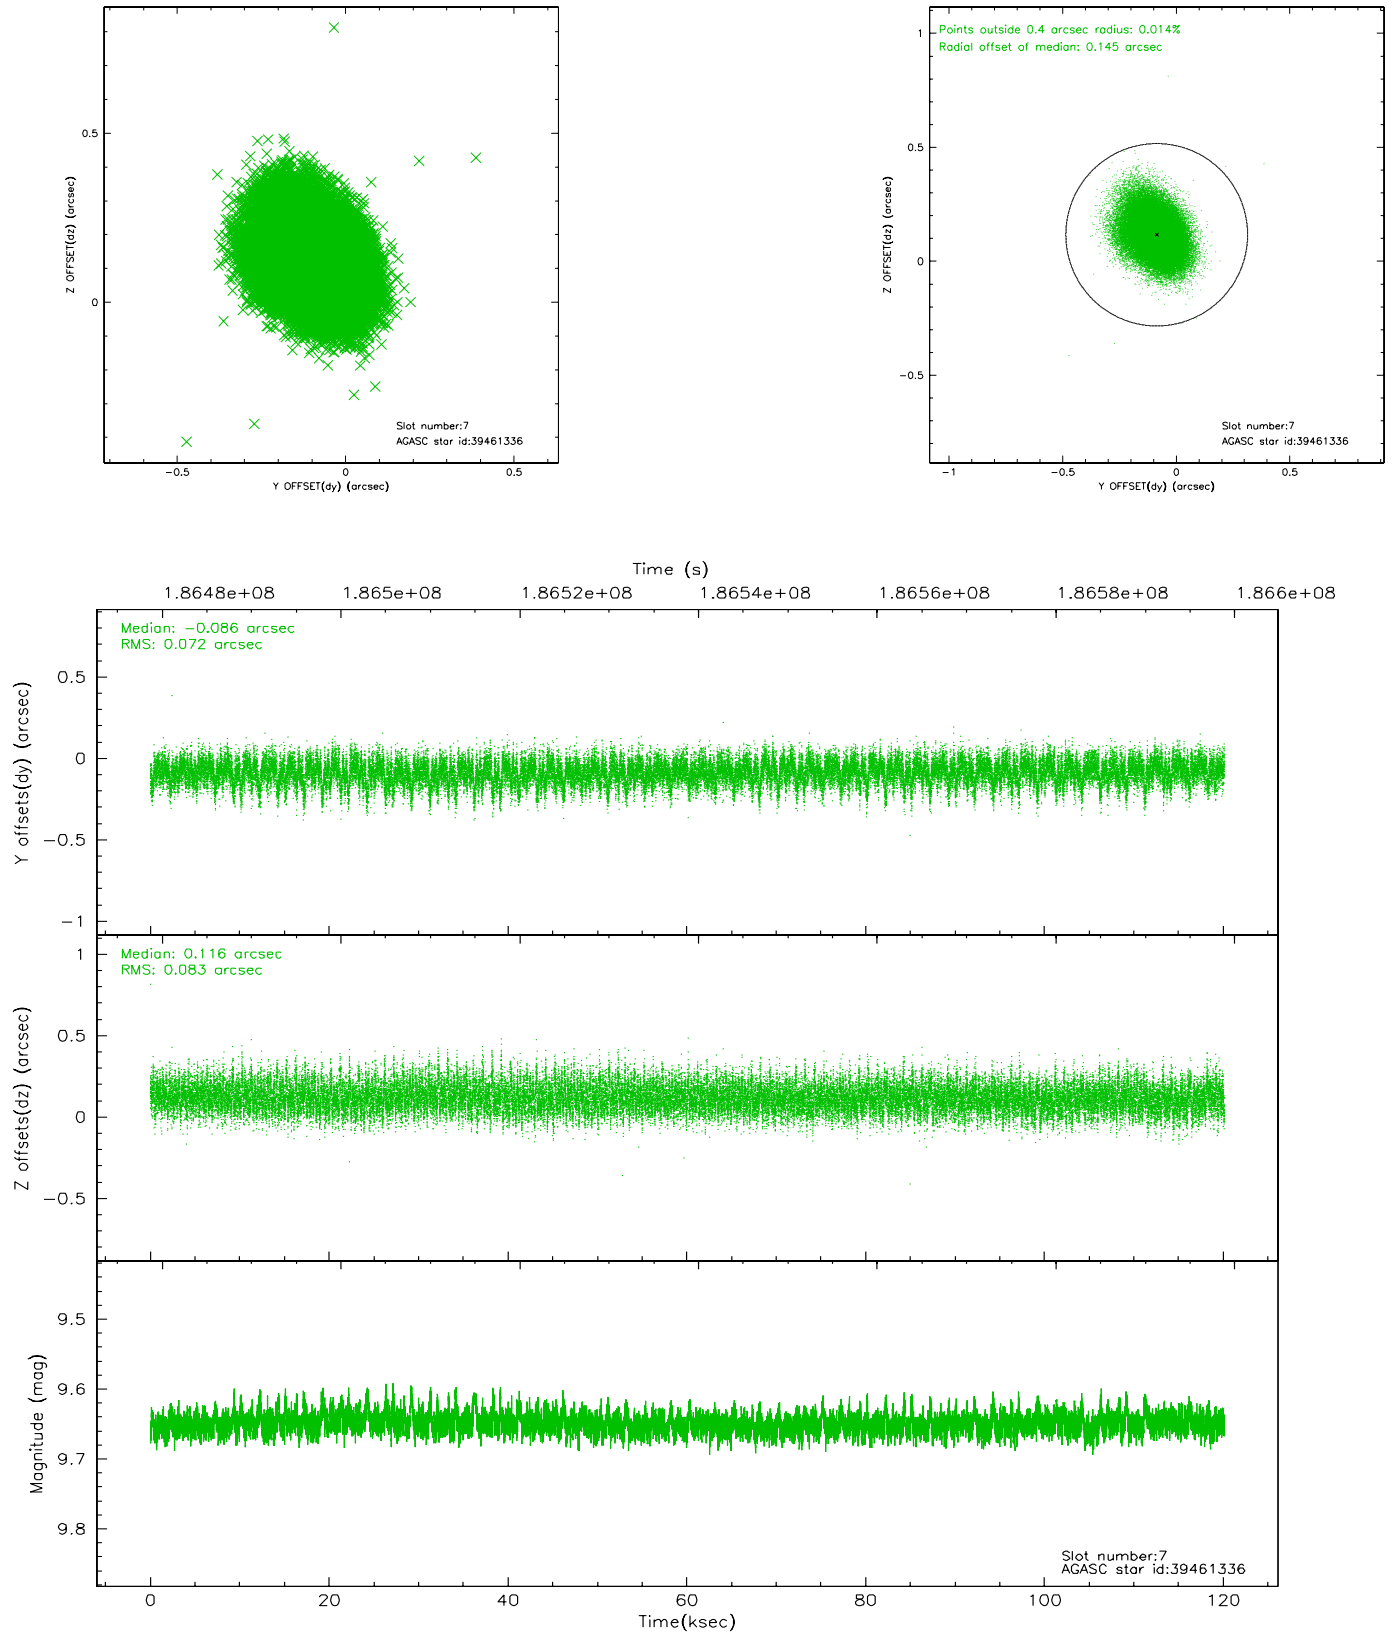 0.5
0
Z OFFSET(dz) (arcsec)
Slot number:7
AGASC star id:39461336
-0.5 0 0.5
Y OFFSET(dy) (arcsec)
Points outside 0.4 arcsec radius: 0.014%
Radial offset of median: 0.145 arcsec
1
0.5
0
-0.5
Z OFFSET(dz) (arcsec)
Slot number:7
AGASC star id:39461336
-1 -0.5 0 0.5
Y OFFSET(dy) (arcsec)
Time (s)
1.8648e+08 1.865e+08 1.8652e+08 1.8654e+08 1.8656e+08 1.8658e+08 1.866e+08
Median: -0.086 arcsec
RMS: 0.072 arcsec
0.5
0
-0.5
-1
Y offsets(dy) (arcsec)
Median: 0.116 arcsec
RMS: 0.083 arcsec
1
0.5
0
-0.5
Z offsets(dz) (arcsec)
9.5
9.6
9.7
9.8
Magnitude (mag)
Slot number:7
AGASC star id:39461336
0 20 40 60 80 100 120
Time(ksec)